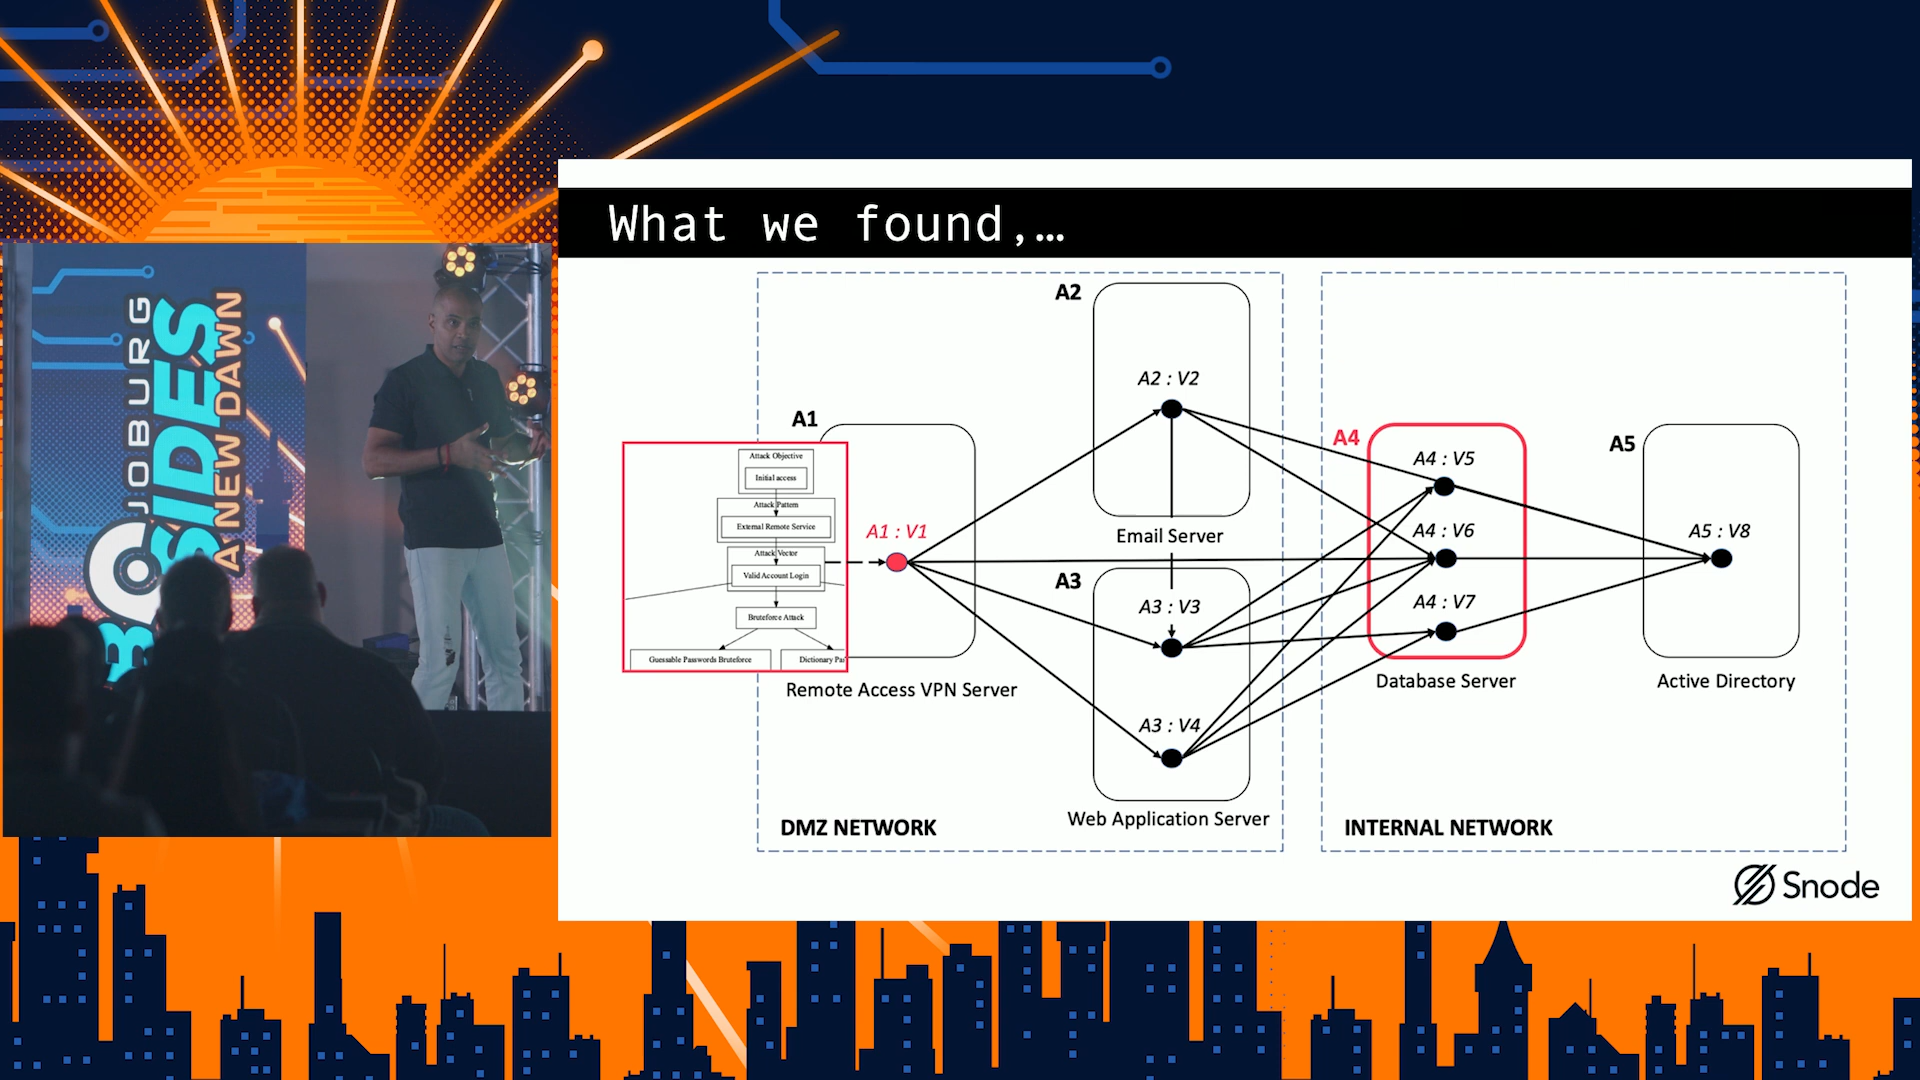 JOBURG
BSIDES
A NEW DAWN
What we found,…
A1
A2
A3
A4
A5
Attack Objective
Initial access
Attack Pattern
External Remote Service
Attack Vector
Valid Account Login
Bruteforce Attack
Guessable Passwords Bruteforce
Dictionary Pas
A1 : V1
A2 : V2
A3 : V3
A3 : V4
A4 : V5
A4 : V6
A4 : V7
A5 : V8
Remote Access VPN Server
Email Server
Web Application Server
Database Server
Active Directory
DMZ NETWORK
INTERNAL NETWORK
Snode